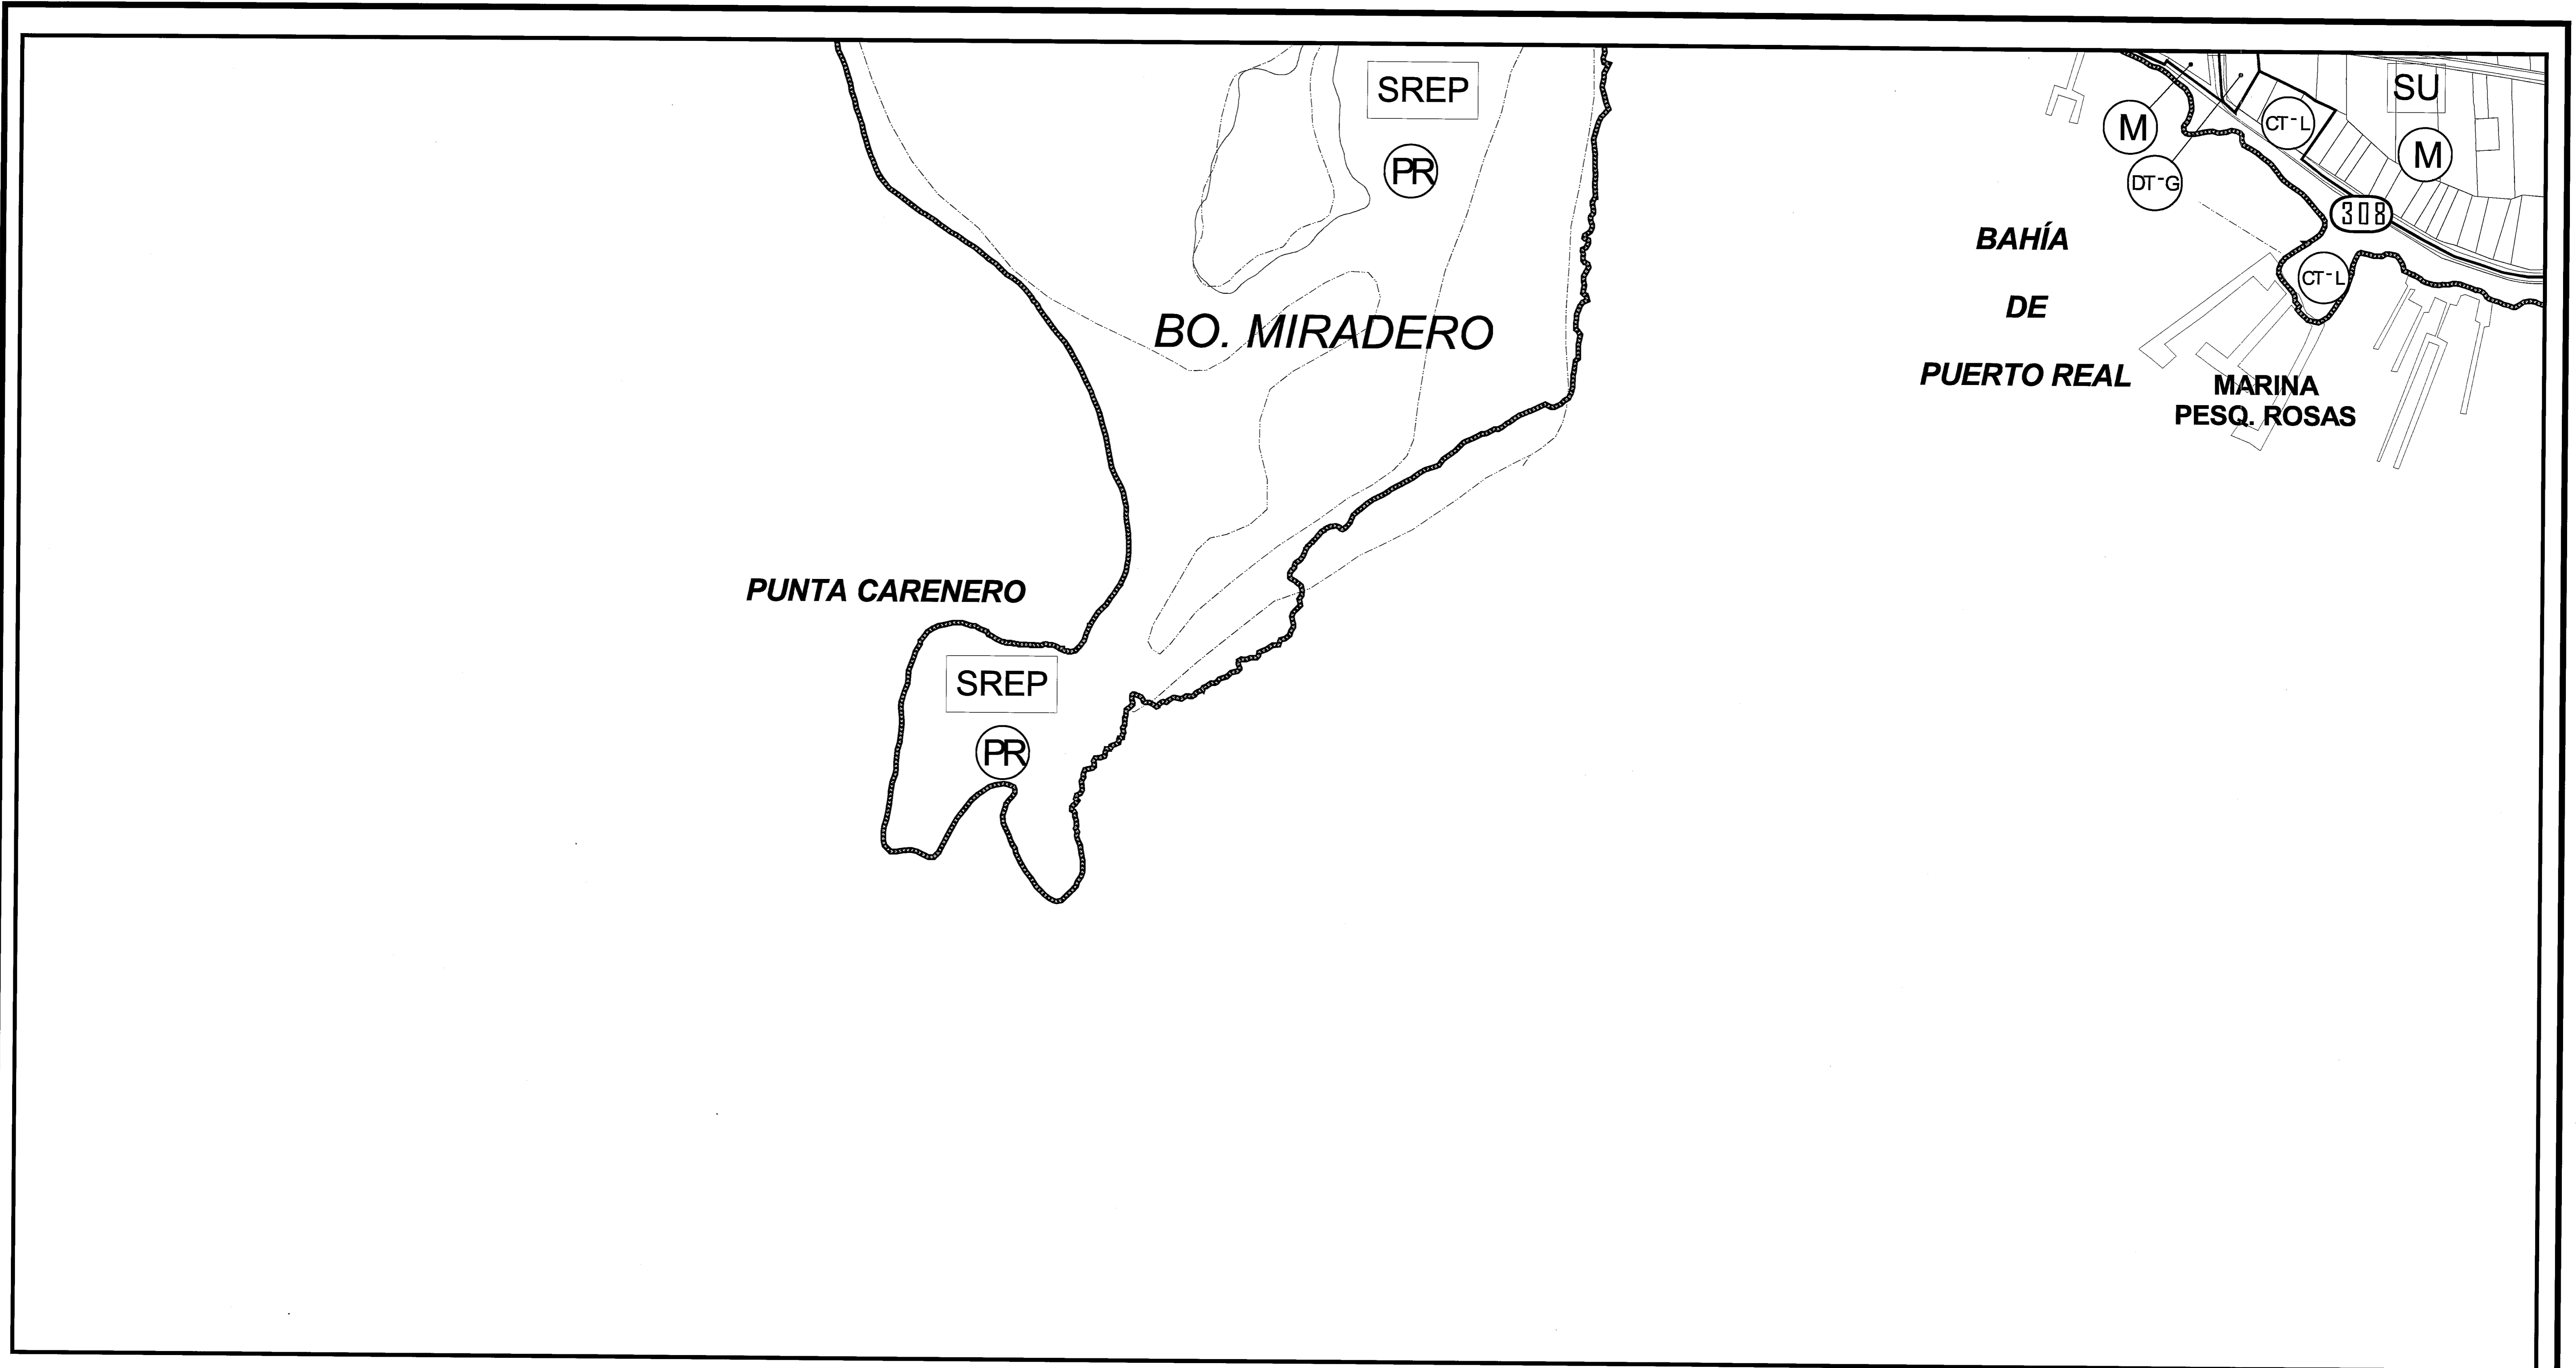 SREP
PR
BO. MIRADERO
PUNTA CARENERO
SREP
PR
BAHÍA
DE
PUERTO REAL
MARINA
PESQ. ROSAS
M
DT-G
CT-L
SU
M
308
CT-L